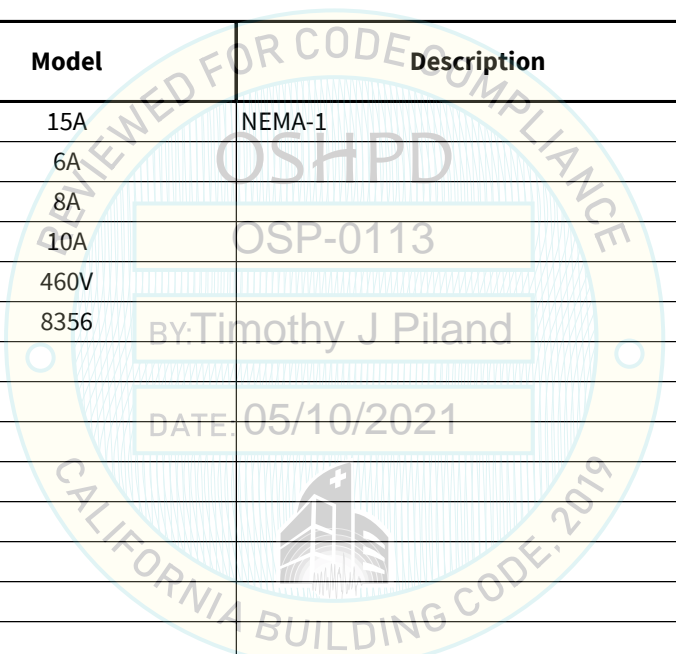 Model Description
15A NEMA-1
6A
8A
10A
460V
8356
REVIEWED FOR CODE COMPLIANCE
OSHPD
OSP-0113
BY: Timothy J Piland
DATE: 05/10/2021
CALIFORNIA BUILDING CODE, 2019